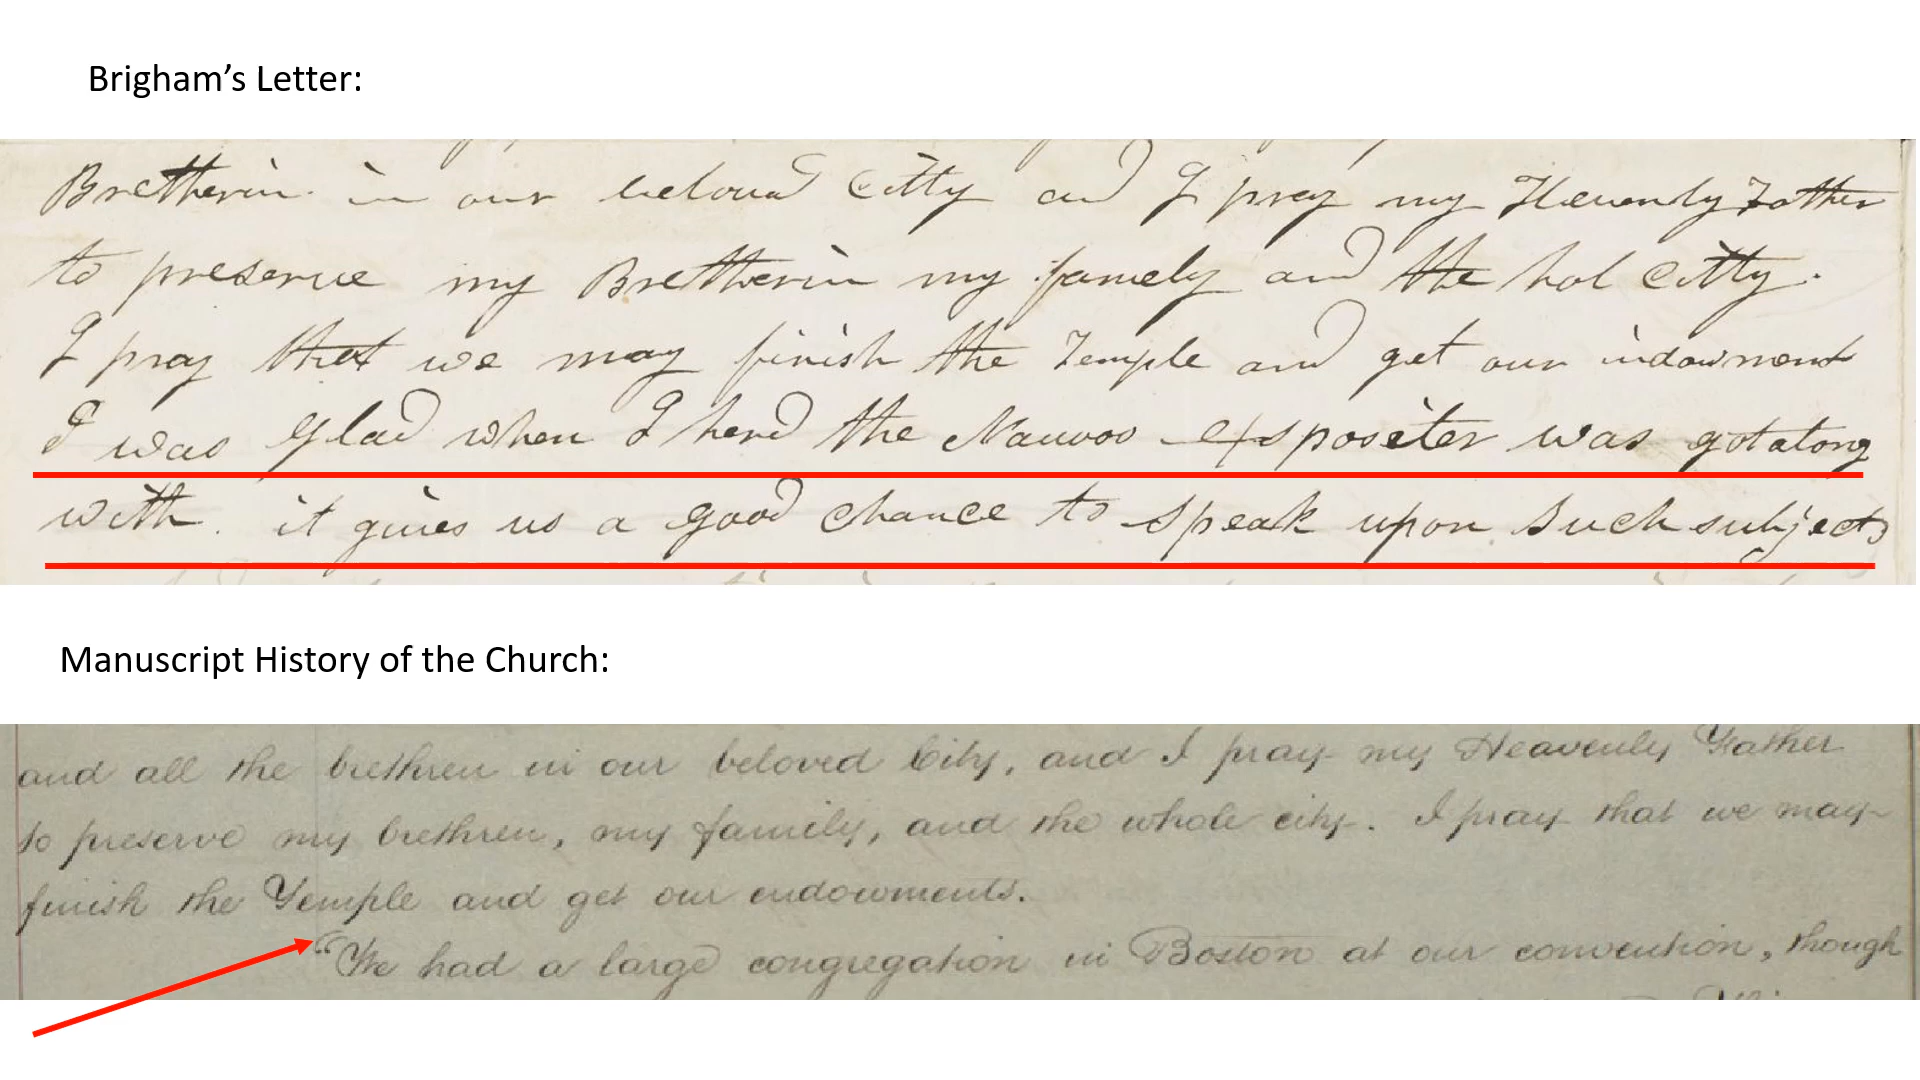 Brigham’s Letter:
Bretherin in our beloved Citty and I pray my Hevenly Father
to preserve my Bretherin my famely and the hol Citty.
I pray that we may finish the Temple and get our indowment
I was glad when I herd the Nauvoo exspositer was got along
with. it gives us a good chance to speak upon such subjects
Manuscript History of the Church:
and all the brethren in our beloved City, and I pray my Heavenly Father
to preserve my brethren, my family, and the whole city. I pray that we may
finish the Temple and get our endowments.
“We had a large congregation in Boston at our convention, though